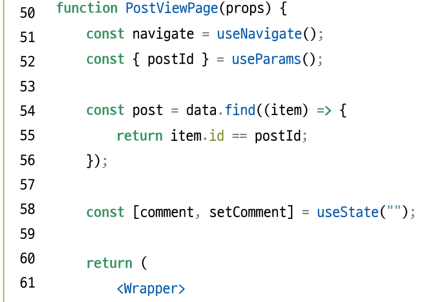 50 function PostViewPage(props) {
51 const navigate = useNavigate();
52 const { postId } = useParams();
53
54 const post = data.find((item) => {
55 return item.id == postId;
56 });
57
58 const [comment, setComment] = useState("");
59
60 return (
61 <Wrapper>